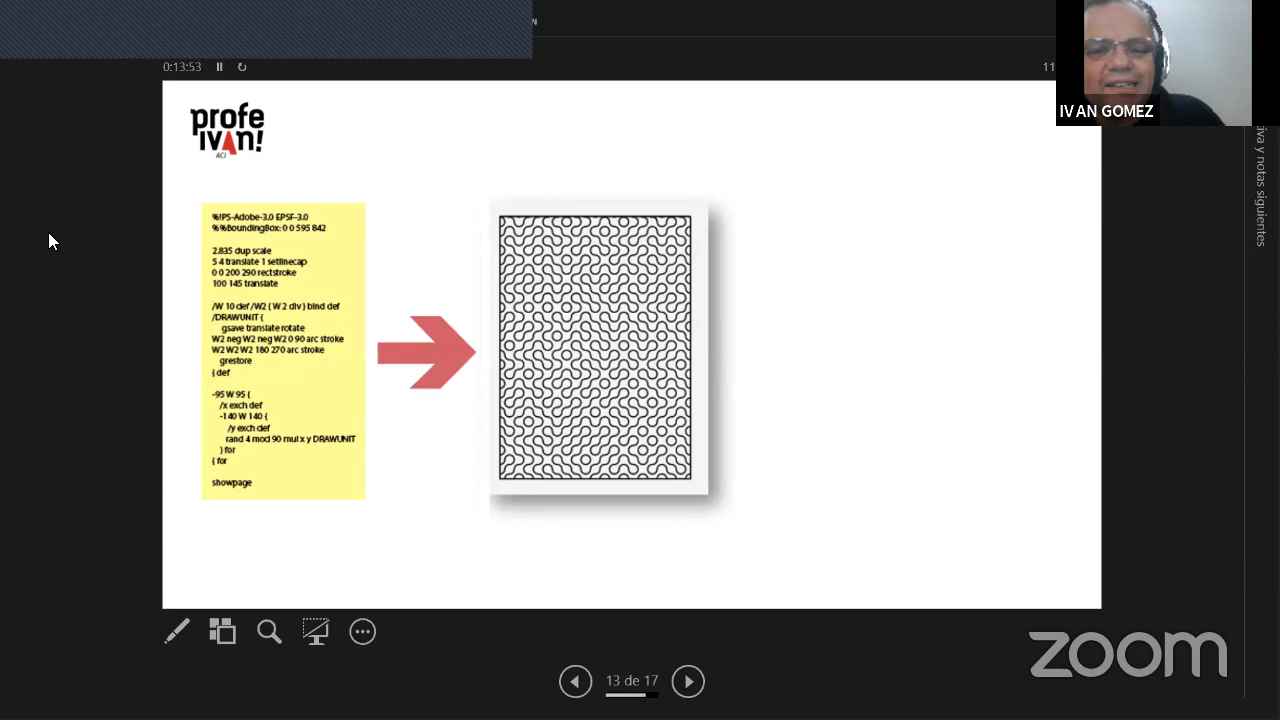 N
0:13:53
11
IVAN GOMEZ
profe
IVAN!
ACI
%!PS-Adobe-3.0 EPSF-3.0
%%BoundingBox: 0 0 595 842
2.835 dup scale
5 4 translate 1 setlinecap
0 0 200 290 rectstroke
100 145 translate
/W 10 def /W2 { W 2 div } bind def
/DRAWUNIT {
gsave translate rotate
W2 neg W2 neg W2 0 90 arc stroke
W2 W2 W2 180 270 arc stroke
grestore
} def
-95 W 95 {
/x exch def
-140 W 140 {
/y exch def
rand 4 mod 90 mul x y DRAWUNIT
} for
} for
showpage
iva y notas siguientes
13 de 17
zoom